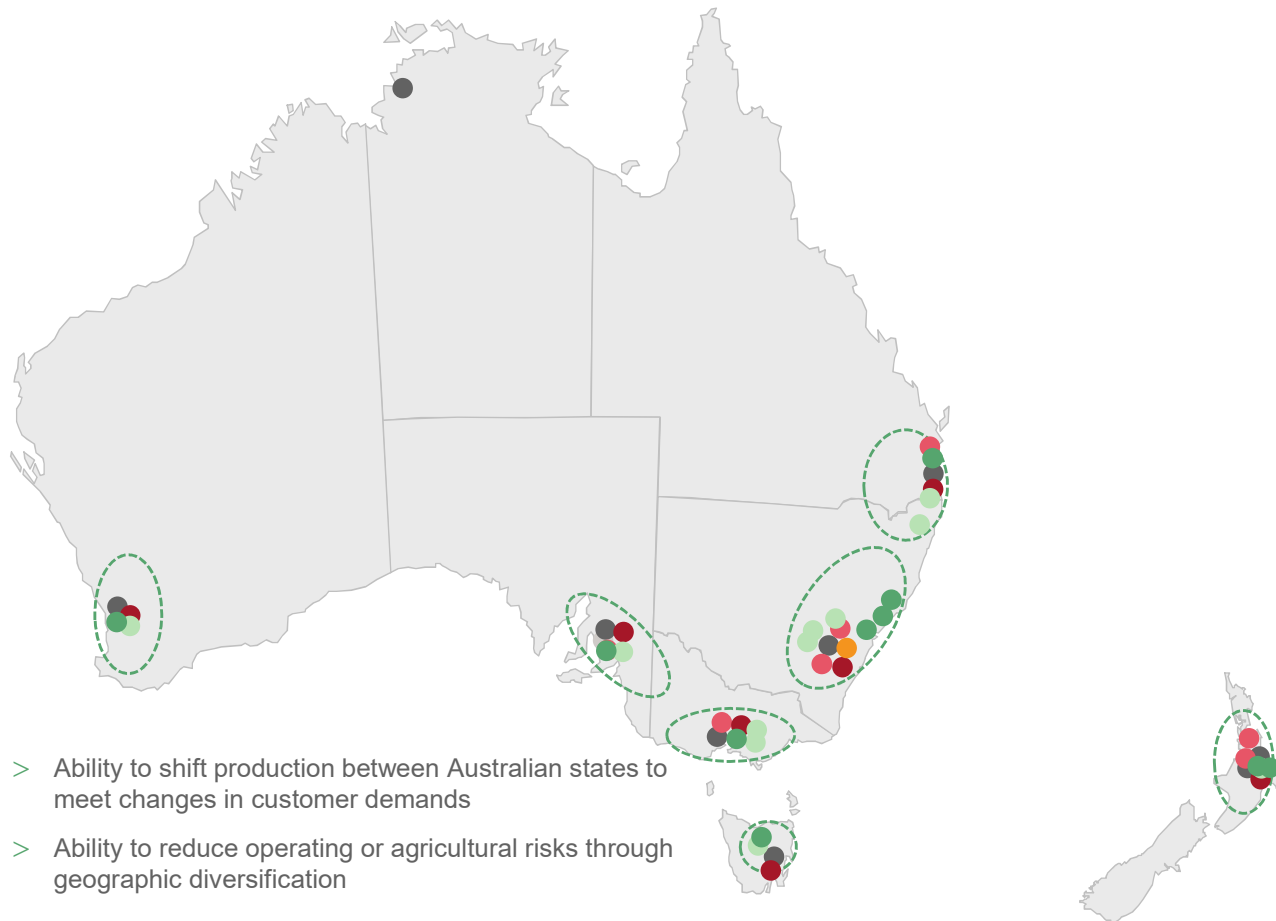 > Ability to shift production between Australian states to
meet changes in customer demands
> Ability to reduce operating or agricultural risks through
geographic diversification